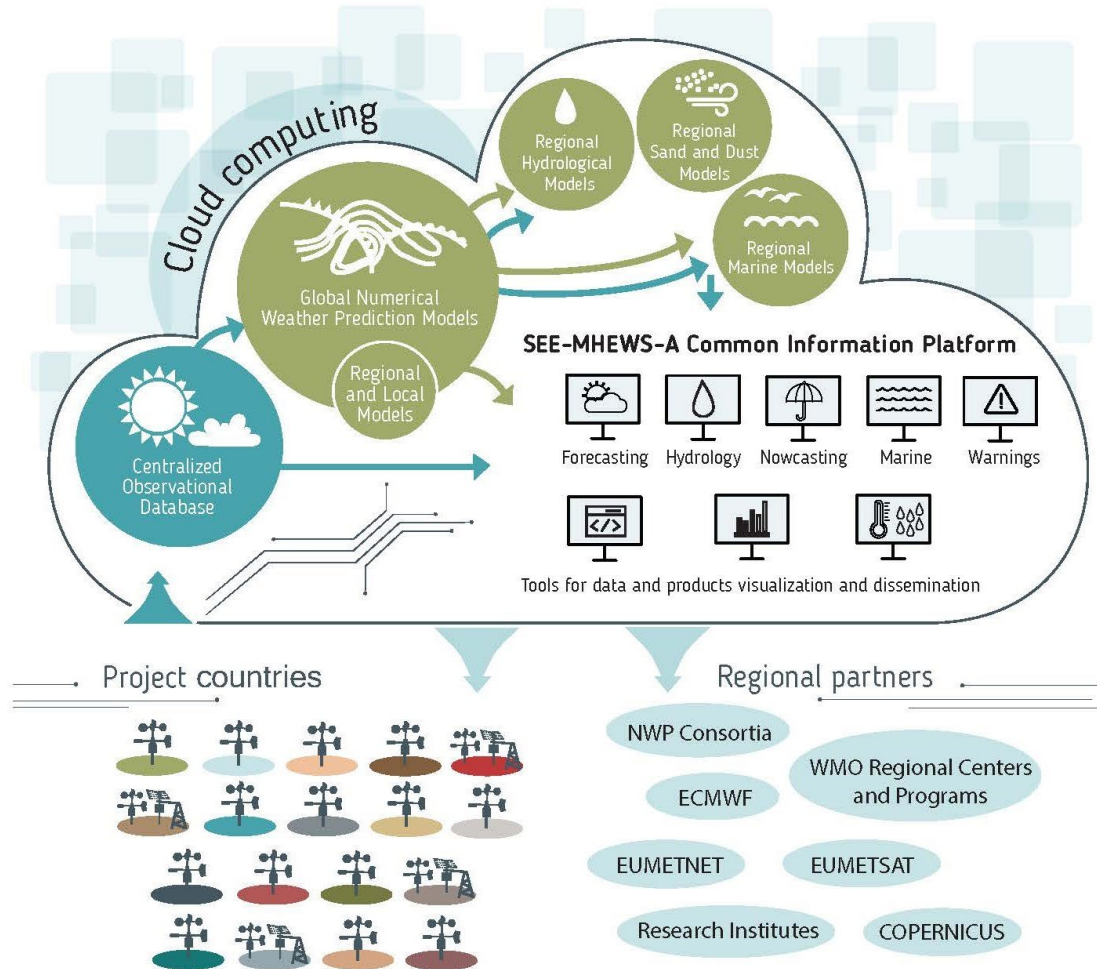 Cloud computing
Regional
Hydrological
Models
Regional
Sand and Dust
Models
Regional
Marine Models
Global Numerical
Weather Prediction Models
Regional
and Local
Models
Centralized
Observational
Database
SEE-MHEWS-A Common Information Platform
Forecasting
Hydrology
Nowcasting
Marine
Warnings
</>
Tools for data and products visualization and dissemination
Project countries
Regional partners
NWP Consortia
WMO Regional Centers
and Programs
ECMWF
EUMETNET
EUMETSAT
Research Institutes
COPERNICUS